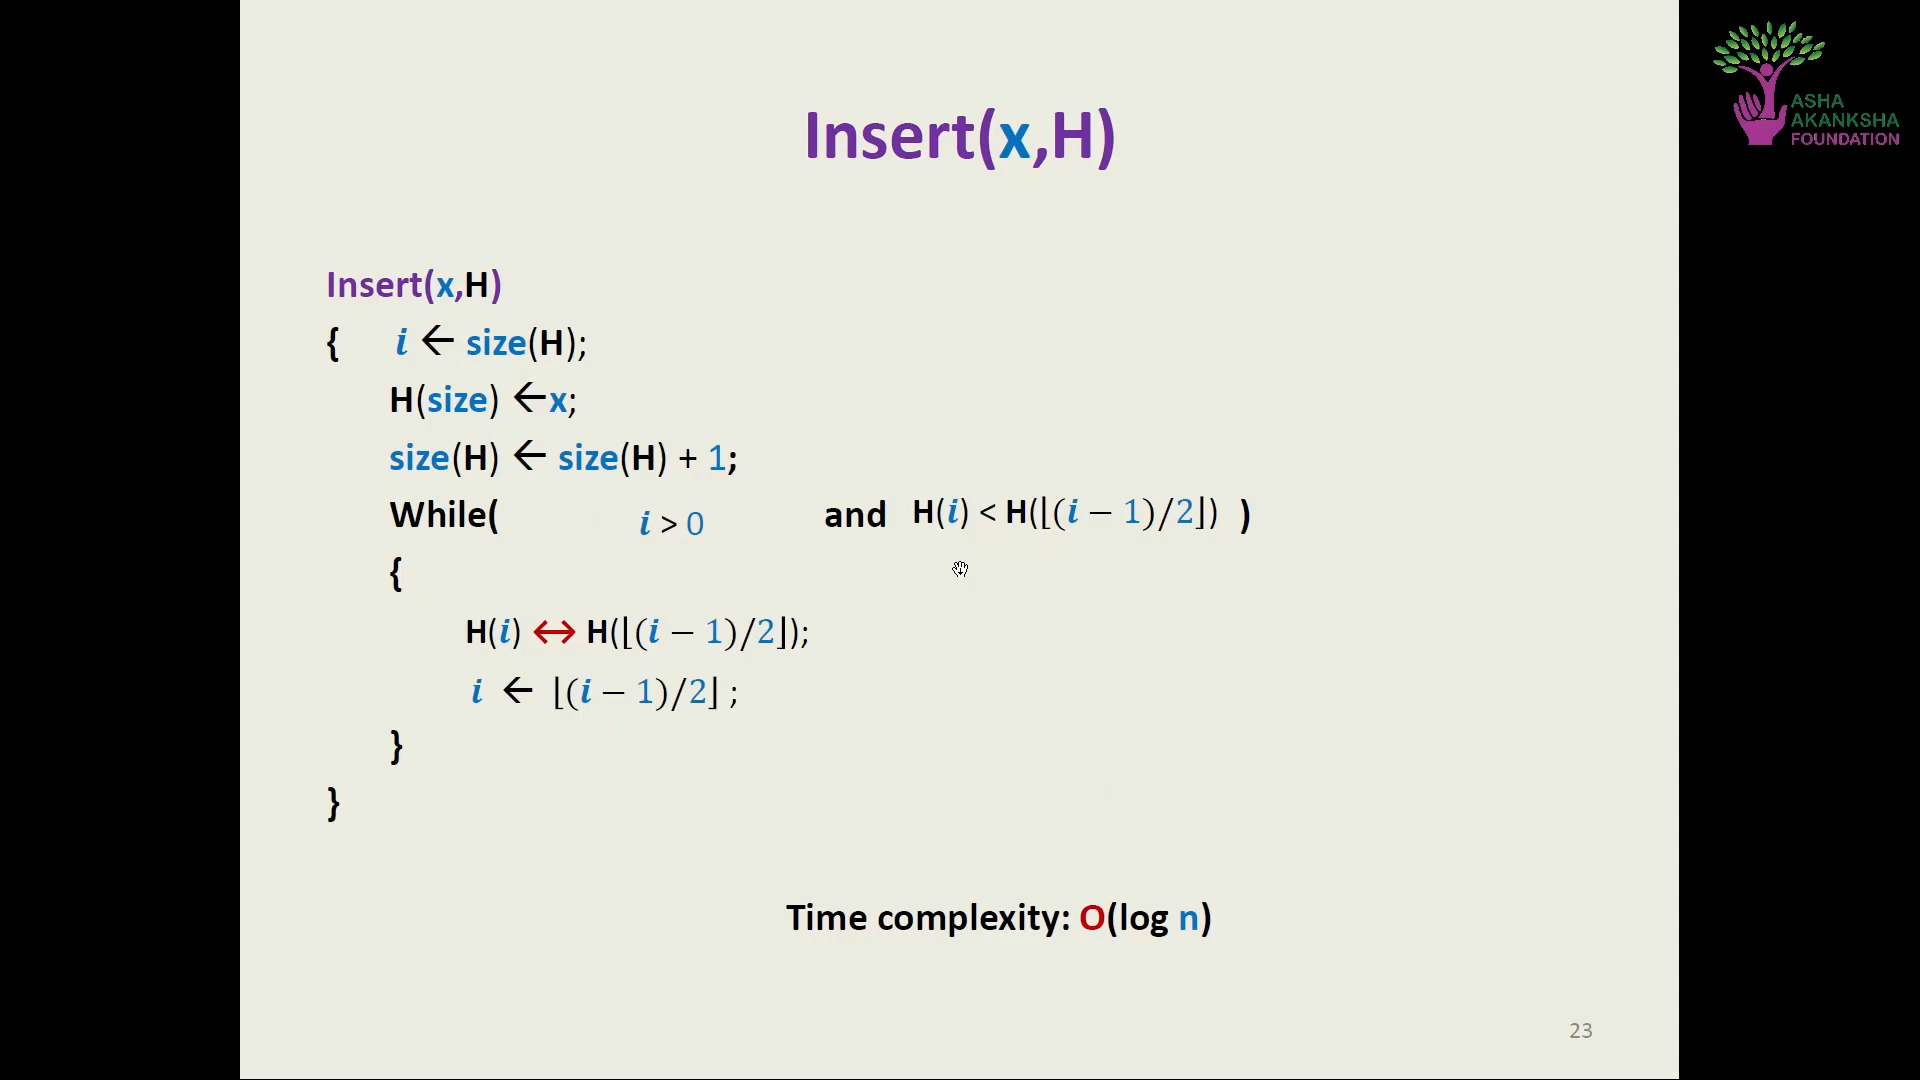 ASHA
AKANKSHA
FOUNDATION
Insert(x,H)
Insert(x,H)
{ i ← size(H);
H(size) ←x;
size(H) ← size(H) + 1;
While( i > 0 and H(i) < H(⌊(i − 1)/2⌋) )
{
H(i) ↔ H(⌊(i − 1)/2⌋);
i ← ⌊(i − 1)/2⌋ ;
}
}
Time complexity: O(log n)
23